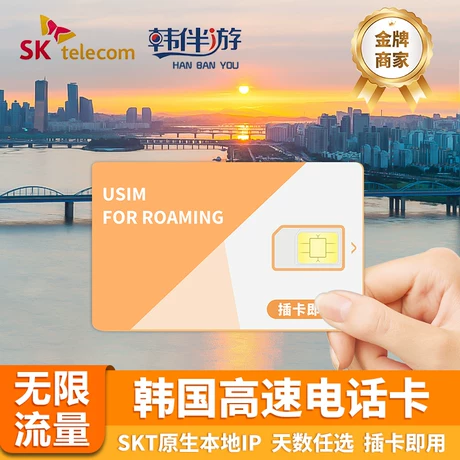 SK telecom
韩伴游
HAN BAN YOU
金牌
商家
USIM
FOR ROAMING
插卡即
无限
流量
韩国高速电话卡
SKT原生本地IP 天数任选 插卡即用